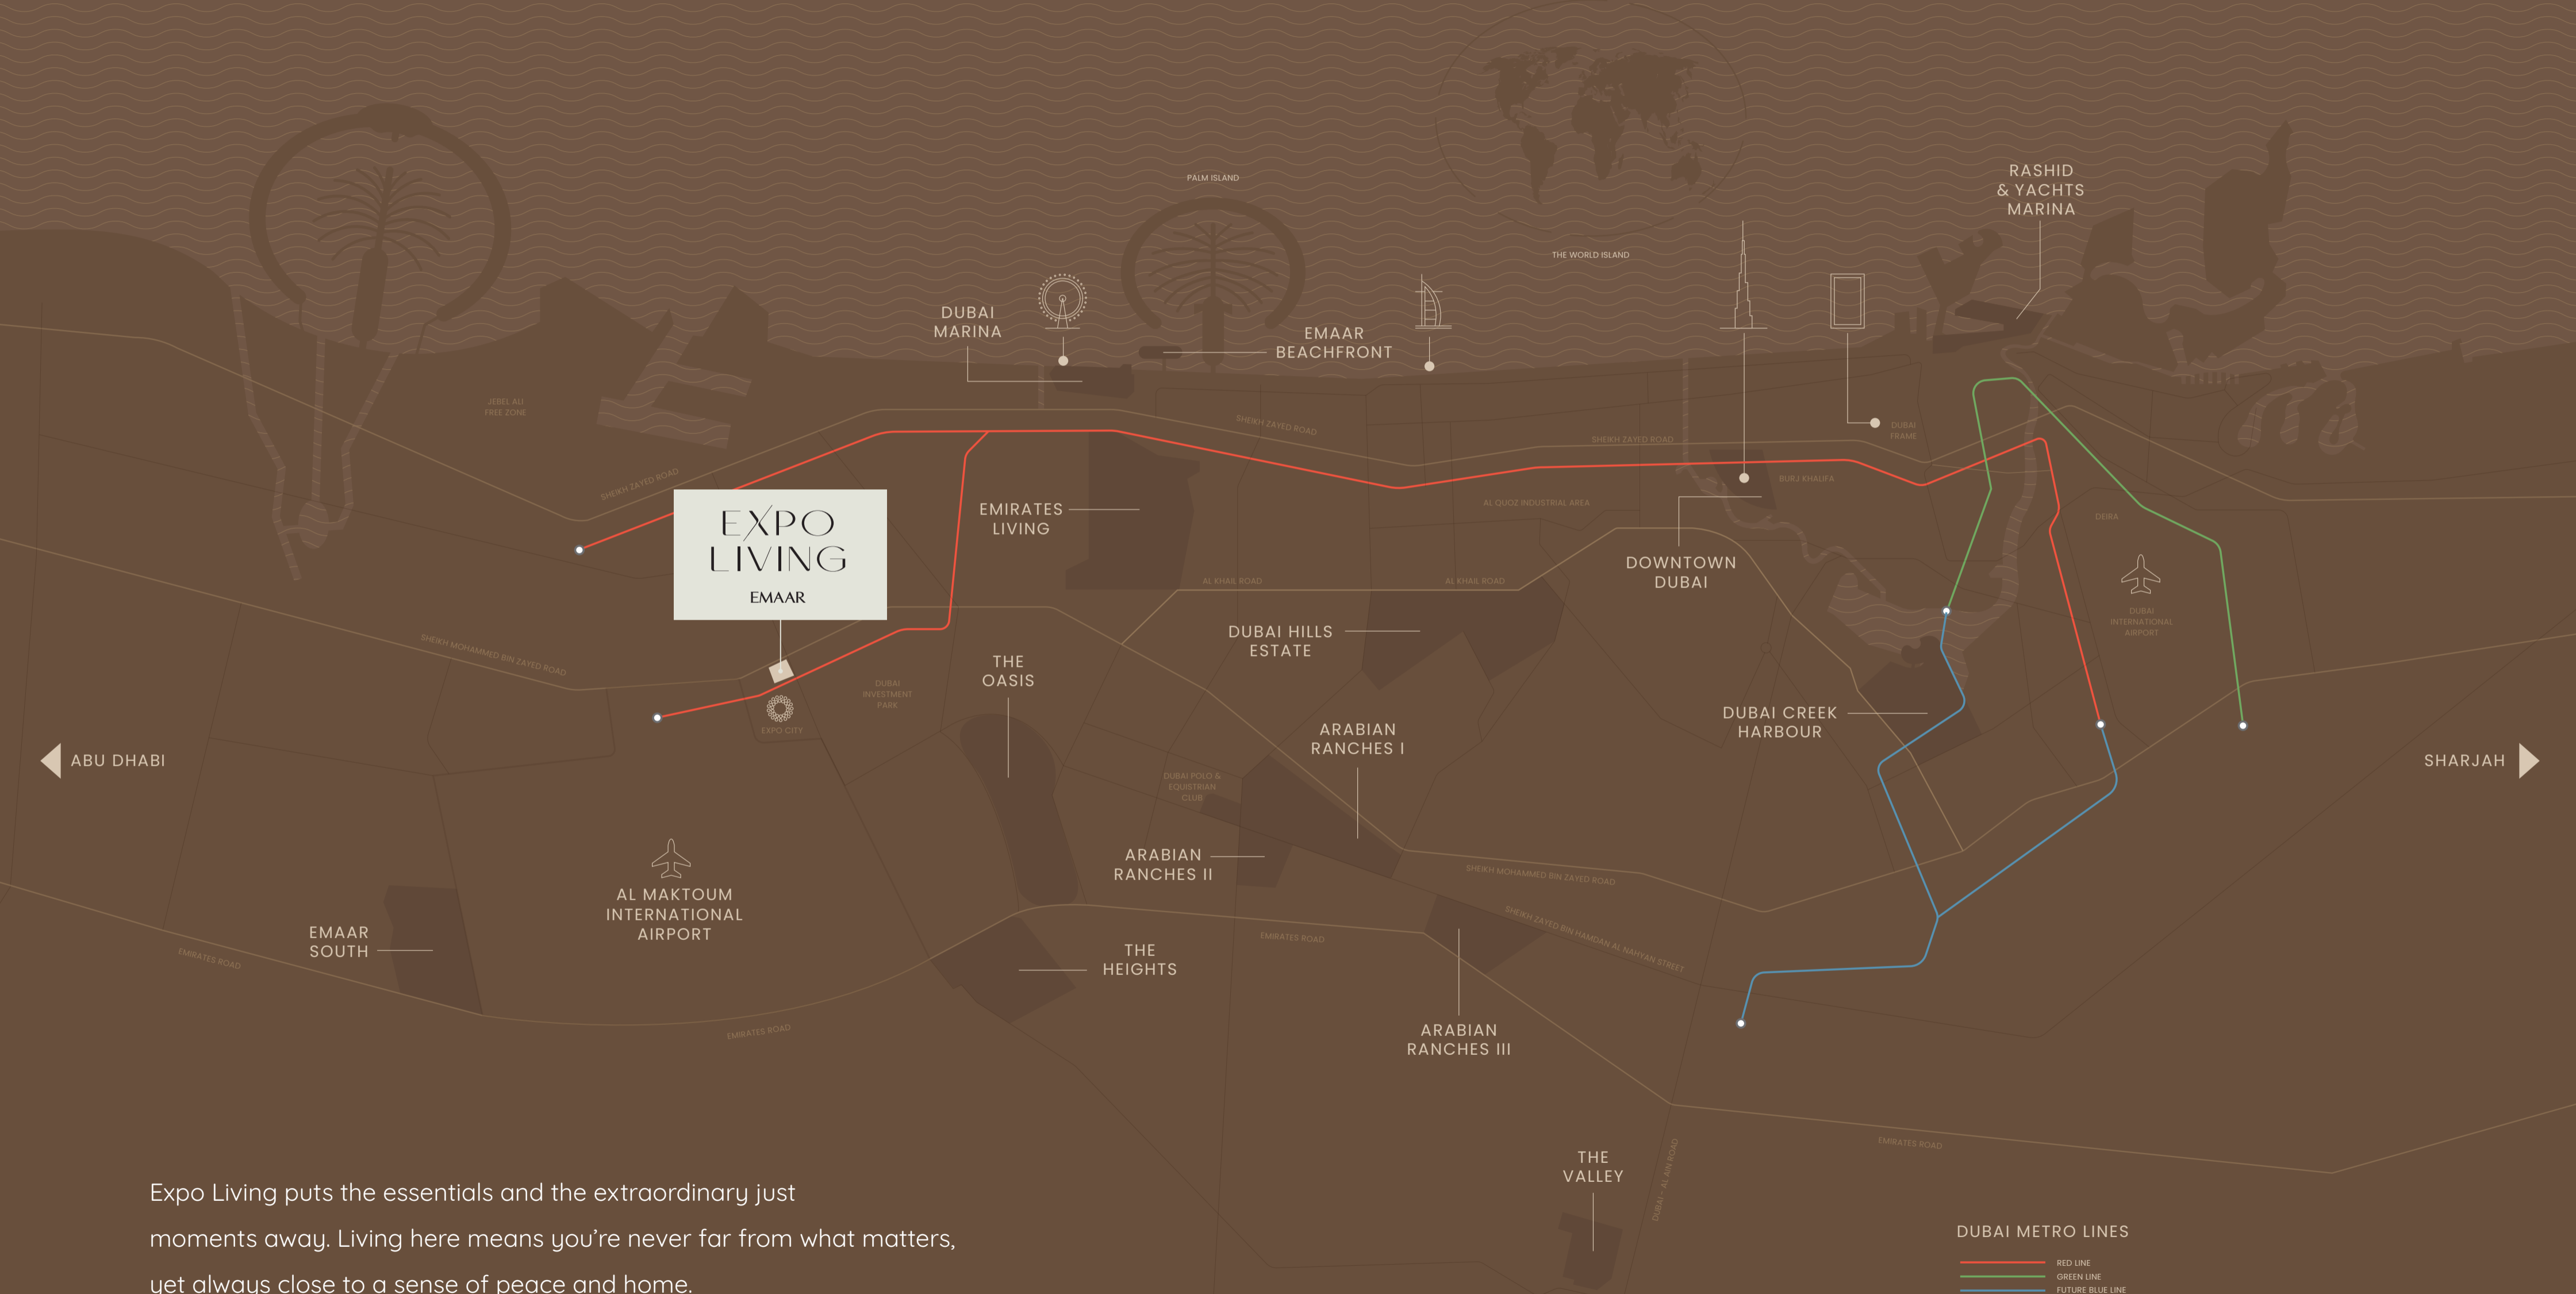 PALM ISLAND
THE WORLD ISLAND
RASHID
& YACHTS
MARINA
DUBAI
MARINA
EMAAR
BEACHFRONT
JEBEL ALI
FREE ZONE
SHEIKH ZAYED ROAD
SHEIKH ZAYED ROAD
SHEIKH ZAYED ROAD
DUBAI
FRAME
BURJ KHALIFA
EXPO
LIVING
EMAAR
EMIRATES
LIVING
AL QUOZ INDUSTRIAL AREA
DEIRA
DOWNTOWN
DUBAI
AL KHAIL ROAD
AL KHAIL ROAD
DUBAI
INTERNATIONAL
AIRPORT
SHEIKH MOHAMMED BIN ZAYED ROAD
DUBAI HILLS
ESTATE
THE
OASIS
DUBAI
INVESTMENT
PARK
EXPO CITY
DUBAI CREEK
HARBOUR
ARABIAN
RANCHES I
ABU DHABI
SHARJAH
DUBAI POLO &
EQUESTRIAN
CLUB
ARABIAN
RANCHES II
SHEIKH MOHAMMED BIN ZAYED ROAD
AL MAKTOUM
INTERNATIONAL
AIRPORT
EMAAR
SOUTH
EMIRATES ROAD
EMIRATES ROAD
SHEIKH ZAYED BIN HAMDAN AL NAHYAN STREET
THE
HEIGHTS
EMIRATES ROAD
ARABIAN
RANCHES III
EMIRATES ROAD
THE
VALLEY
DUBAI - AL AIN ROAD
Expo Living puts the essentials and the extraordinary just
moments away. Living here means you're never far from what matters,
yet always close to a sense of peace and home.
DUBAI METRO LINES
RED LINE
GREEN LINE
FUTURE BLUE LINE